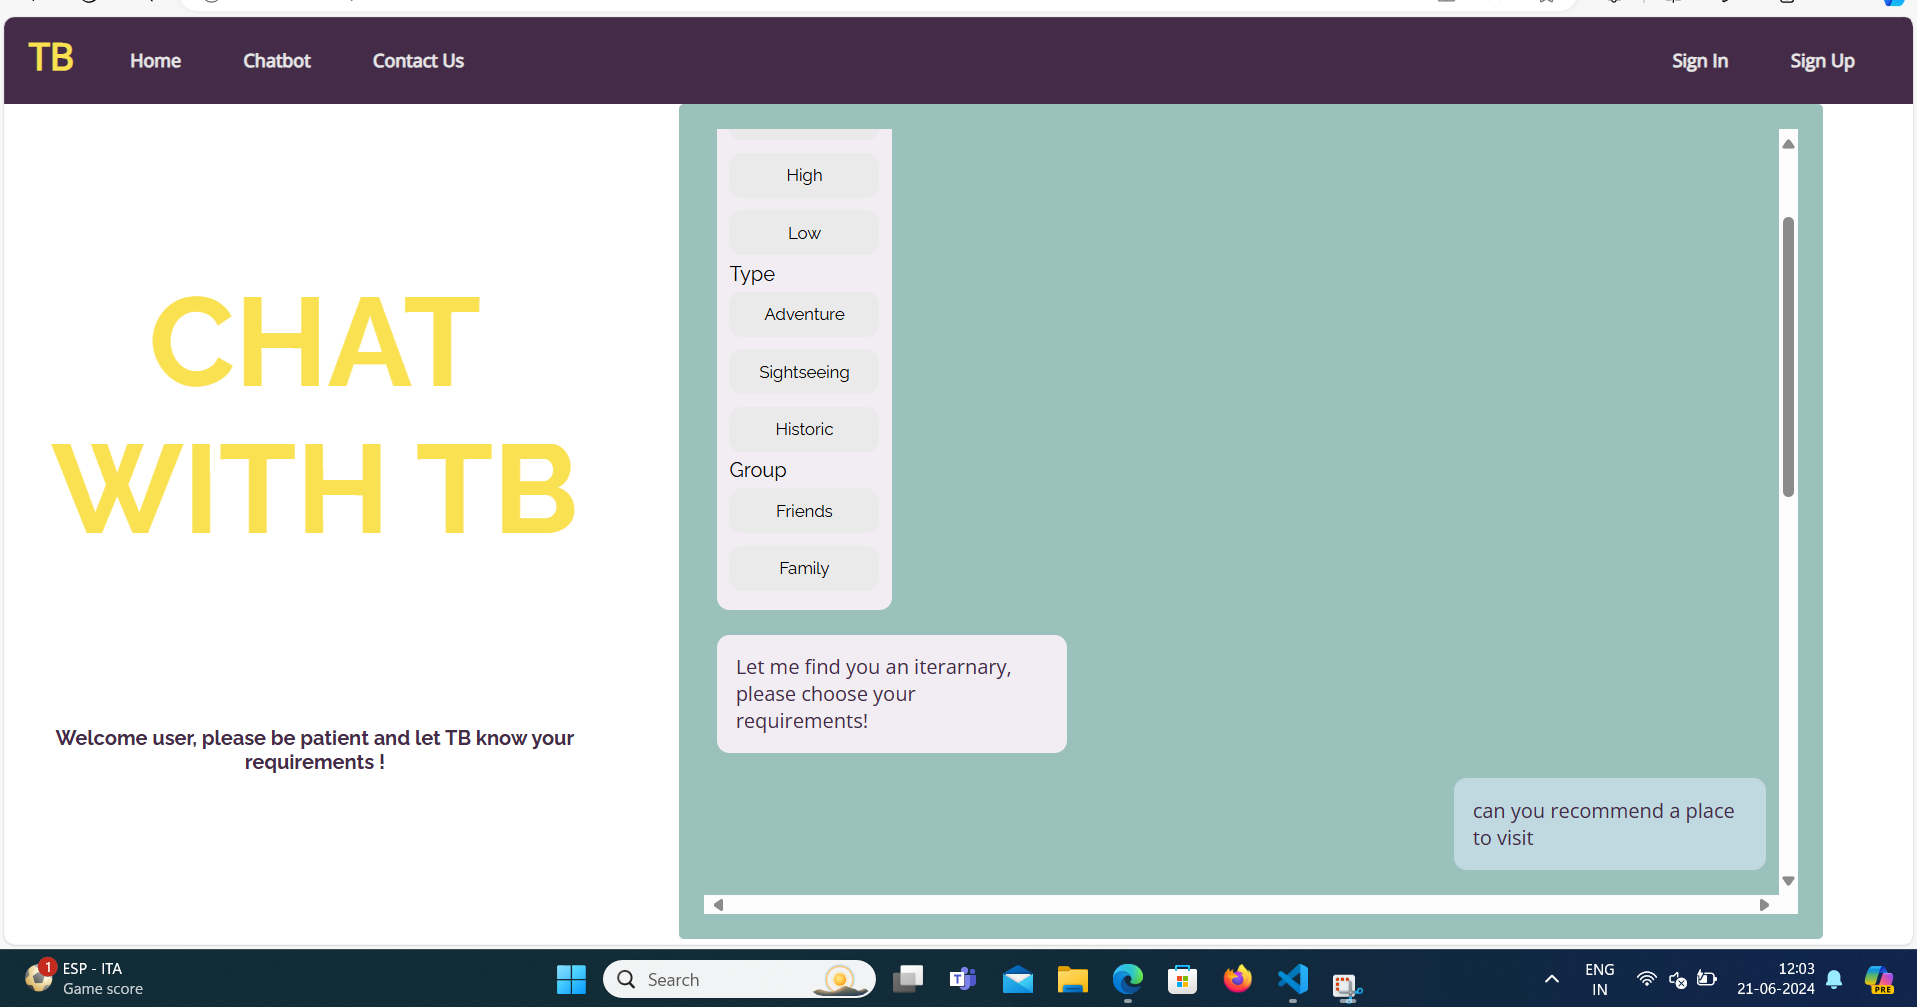 TB
Home
Chatbot
Contact Us
Sign In
Sign Up
CHAT
WITH TB
Welcome user, please be patient and let TB know your
requirements !
High
Low
Type
Adventure
Sightseeing
Historic
Group
Friends
Family
Let me find you an iterarnary,
please choose your
requirements!
can you recommend a place
to visit
1
ESP - ITA
Game score
Search
ENG
IN
12:03
21-06-2024
PRE